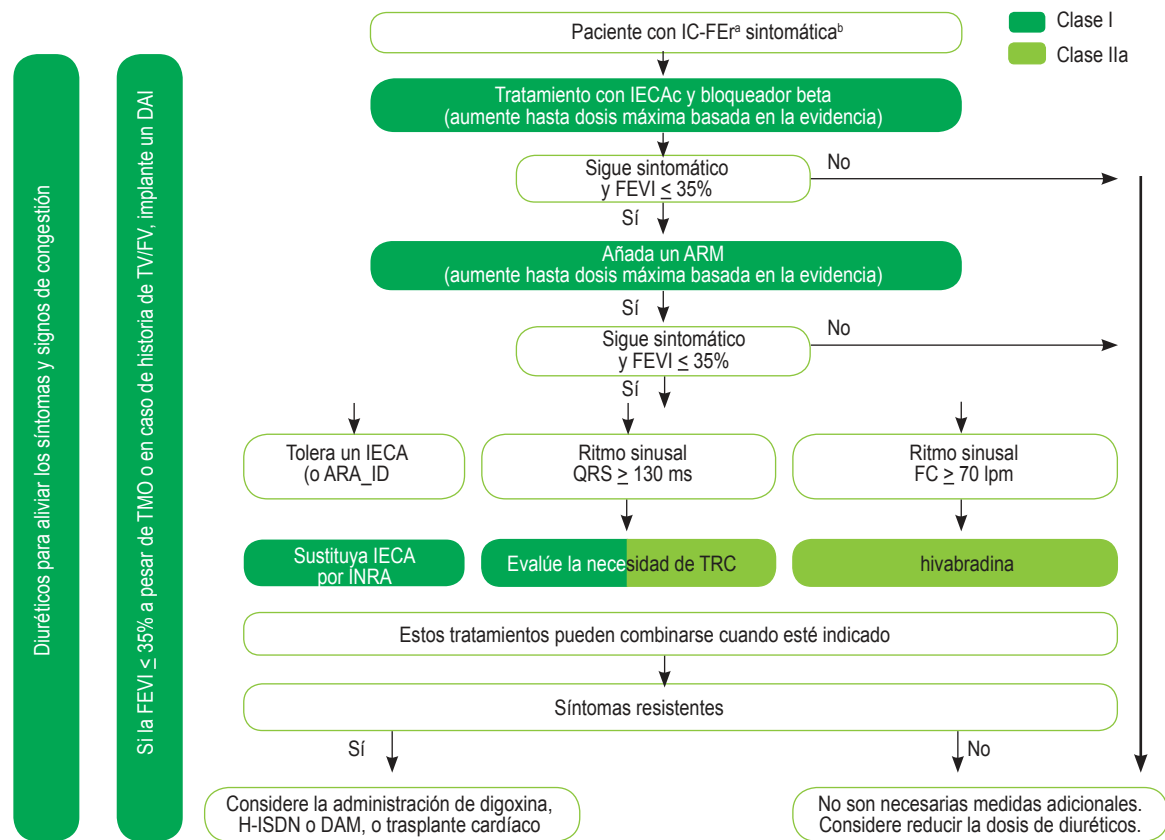 Paciente con IC-FErª sintomáticaᵇ
Clase I
Clase IIa
Diuréticos para aliviar los síntomas y signos de congestión
Si la FEVI ≤ 35% a pesar de TMO o en caso de historia de TV/FV, implante un DAI
Tratamiento con IECAc y bloqueador beta
(aumente hasta dosis máxima basada en la evidencia)
Sigue sintomático
y FEVI ≤ 35%
No
Sí
Añada un ARM
(aumente hasta dosis máxima basada en la evidencia)
Sí
Sigue sintomático
y FEVI ≤ 35%
No
Sí
Tolera un IECA
(o ARA_ID
Ritmo sinusal
QRS ≥ 130 ms
Ritmo sinusal
FC ≥ 70 lpm
Sustituya IECA
por INRA
Evalúe la necesidad de TRC
hivabradina
Estos tratamientos pueden combinarse cuando esté indicado
Síntomas resistentes
Sí
No
Considere la administración de digoxina,
H-ISDN o DAM, o trasplante cardíaco
No son necesarias medidas adicionales.
Considere reducir la dosis de diuréticos.